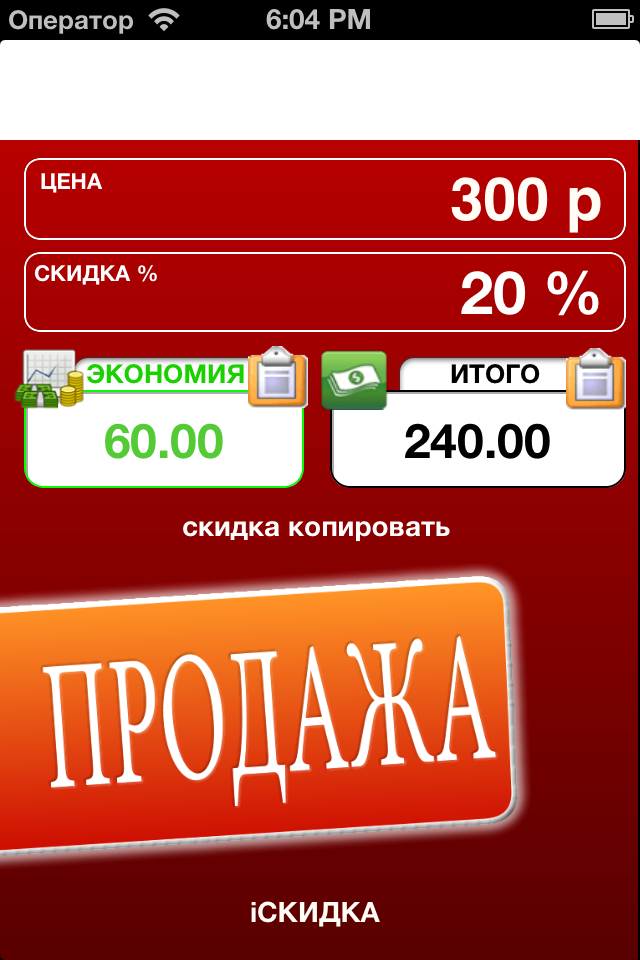 Оператор 6:04 PM
ЦЕНА
300 р
СКИДКА %
20 %
ЭКОНОМИЯ
ИТОГО
60.00
240.00
скидка копировать
ПРОДАЖА
iСКИДКА